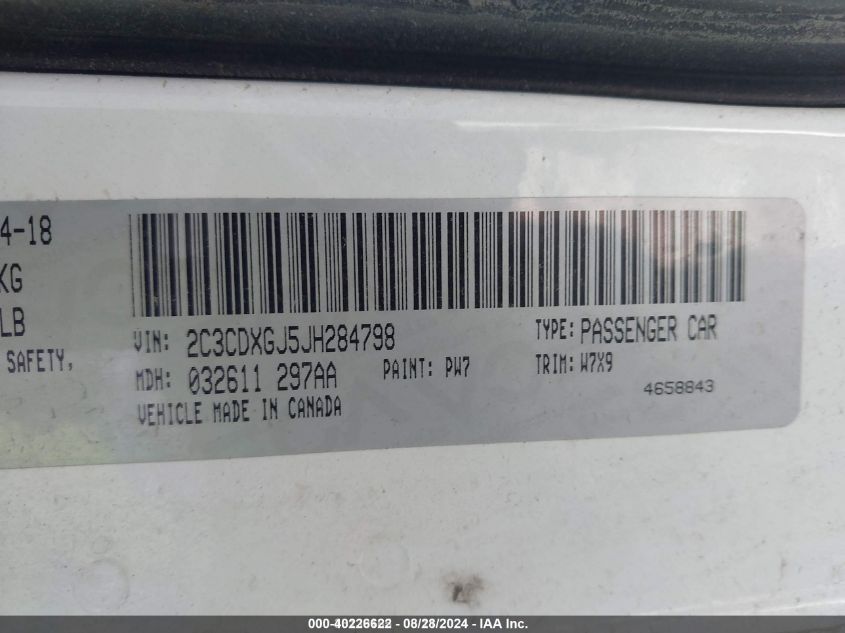 4-18
KG
LB
SAFETY,
VIN: 2C3CDXGJ5JH284798 TYPE: PASSENGER CAR
MDH: 032611 297AA PAINT: PW7 TRIM: W7X9
VEHICLE MADE IN CANADA 4658843
000-40226622 - 08/28/2024 - IAA Inc.